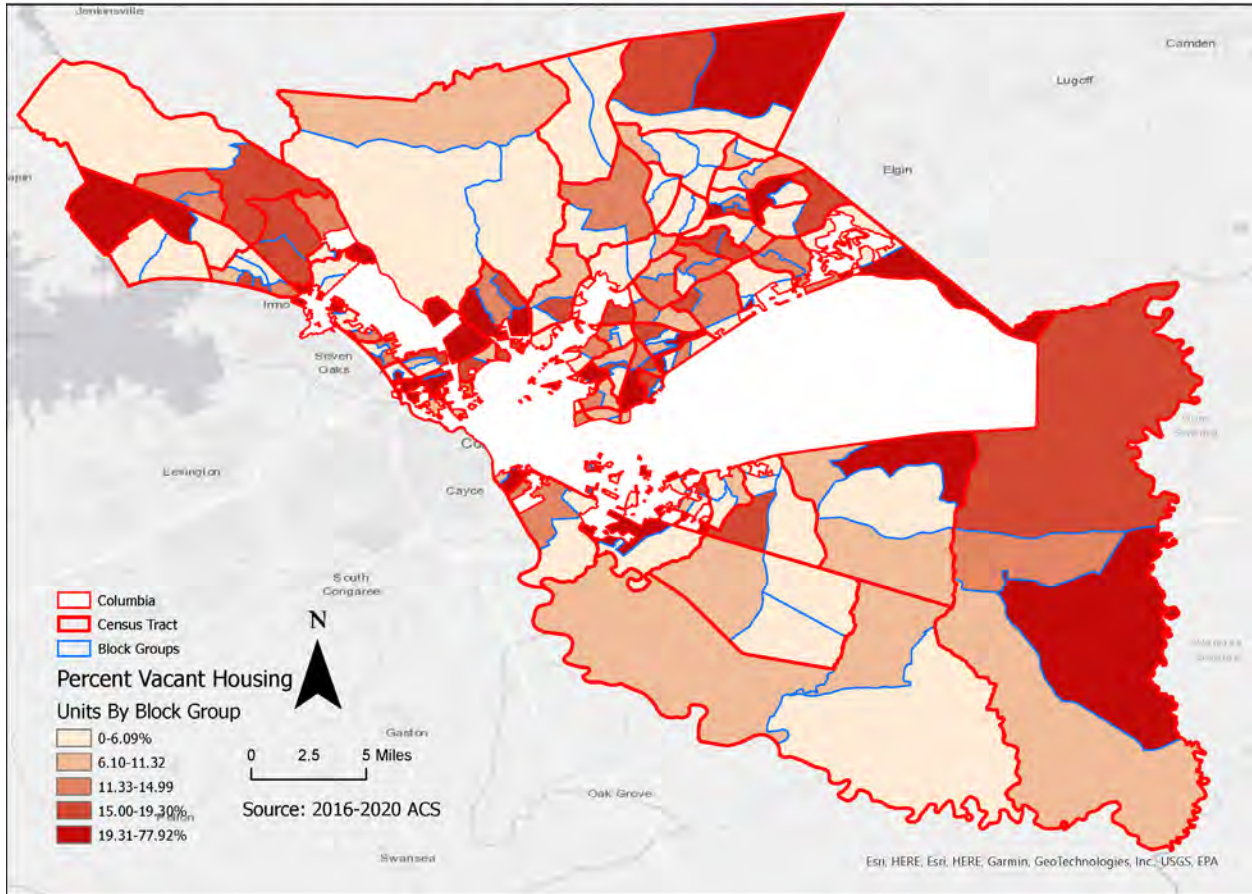 Jenkinsville
Camden
Lugoff
Elgin
apin
Irmo
Seven
Oaks
Co
Lexington
Cayce
South
Congaree
Gaston
Oak Grove
Swansea
Columbia
Census Tract
Block Groups
N
Percent Vacant Housing
Units By Block Group
0-6.09%
6.10-11.32
11.33-14.99
15.00-19.30%
19.31-77.92%
0 2.5 5 Miles
Source: 2016-2020 ACS
Esri, HERE, Esri, HERE, Garmin, GeoTechnologies, Inc., USGS, EPA